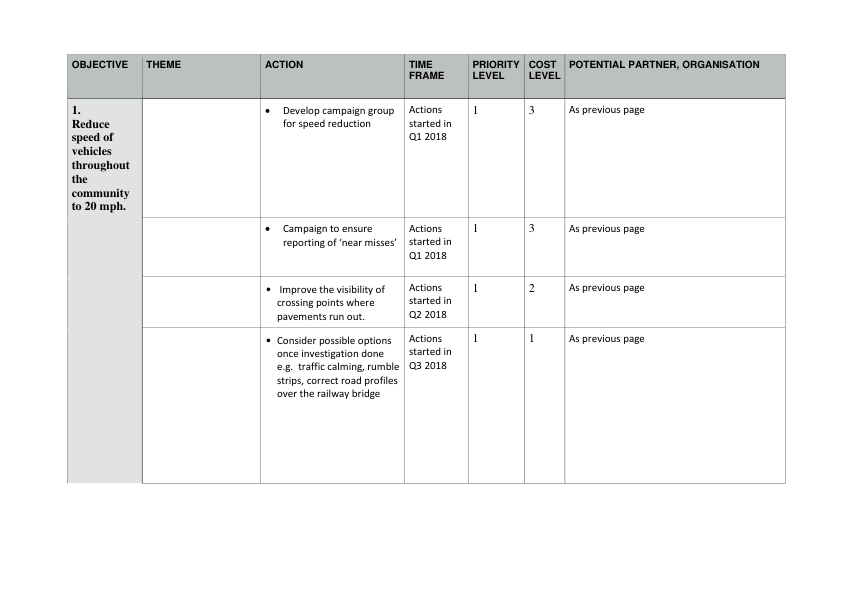 OBJECTIVE THEME ACTION TIME FRAME PRIORITY LEVEL COST LEVEL POTENTIAL PARTNER, ORGANISATION
1.
Reduce
speed of
vehicles
throughout
the
community
to 20 mph.
• Develop campaign group
for speed reduction
Actions
started in
Q1 2018
1
3
As previous page
• Campaign to ensure
reporting of ‘near misses’
Actions
started in
Q1 2018
1
3
As previous page
• Improve the visibility of
crossing points where
pavements run out.
Actions
started in
Q2 2018
1
2
As previous page
• Consider possible options
once investigation done
e.g. traffic calming, rumble
strips, correct road profiles
over the railway bridge
Actions
started in
Q3 2018
1
1
As previous page